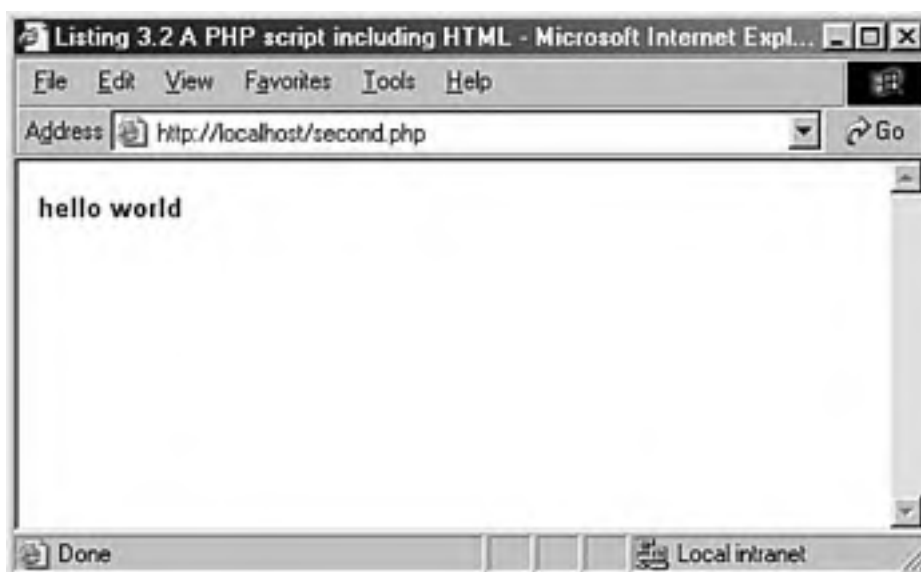 Listing 3.2 A PHP script including HTML - Microsoft Internet Expl...
File Edit View Favorites Tools Help
Address http://localhost/second.php Go
hello world
Done Local intranet